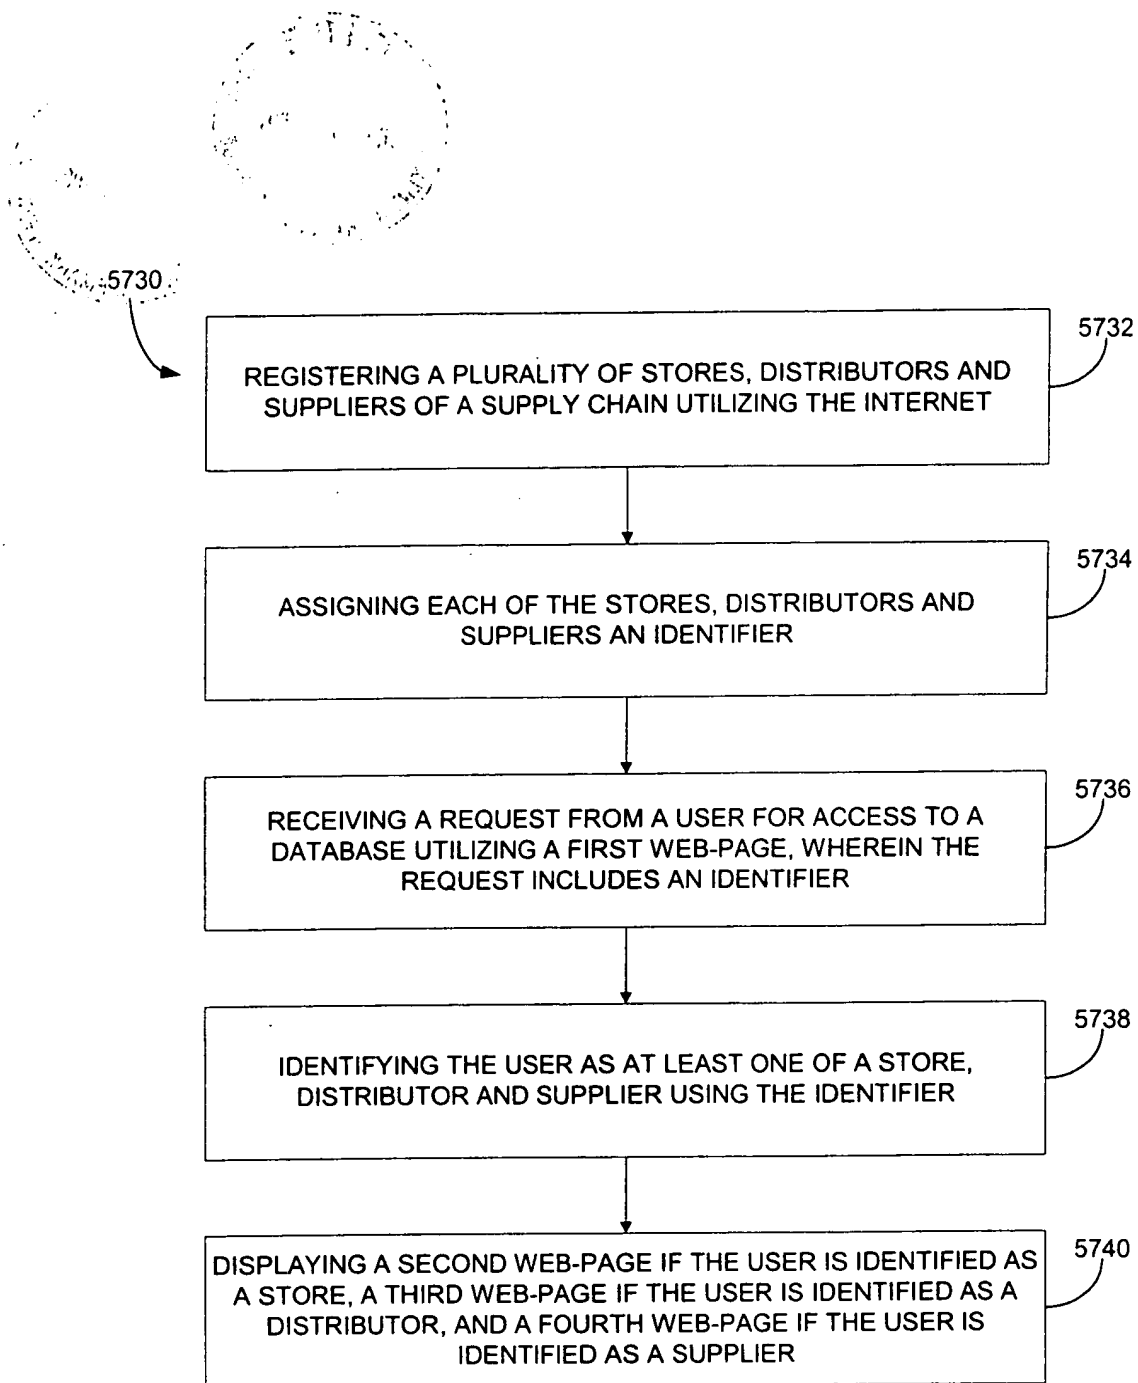 5730
5732
REGISTERING A PLURALITY OF STORES, DISTRIBUTORS AND
SUPPLIERS OF A SUPPLY CHAIN UTILIZING THE INTERNET
5734
ASSIGNING EACH OF THE STORES, DISTRIBUTORS AND
SUPPLIERS AN IDENTIFIER
5736
RECEIVING A REQUEST FROM A USER FOR ACCESS TO A
DATABASE UTILIZING A FIRST WEB-PAGE, WHEREIN THE
REQUEST INCLUDES AN IDENTIFIER
5738
IDENTIFYING THE USER AS AT LEAST ONE OF A STORE,
DISTRIBUTOR AND SUPPLIER USING THE IDENTIFIER
5740
DISPLAYING A SECOND WEB-PAGE IF THE USER IS IDENTIFIED AS
A STORE, A THIRD WEB-PAGE IF THE USER IS IDENTIFIED AS A
DISTRIBUTOR, AND A FOURTH WEB-PAGE IF THE USER IS
IDENTIFIED AS A SUPPLIER